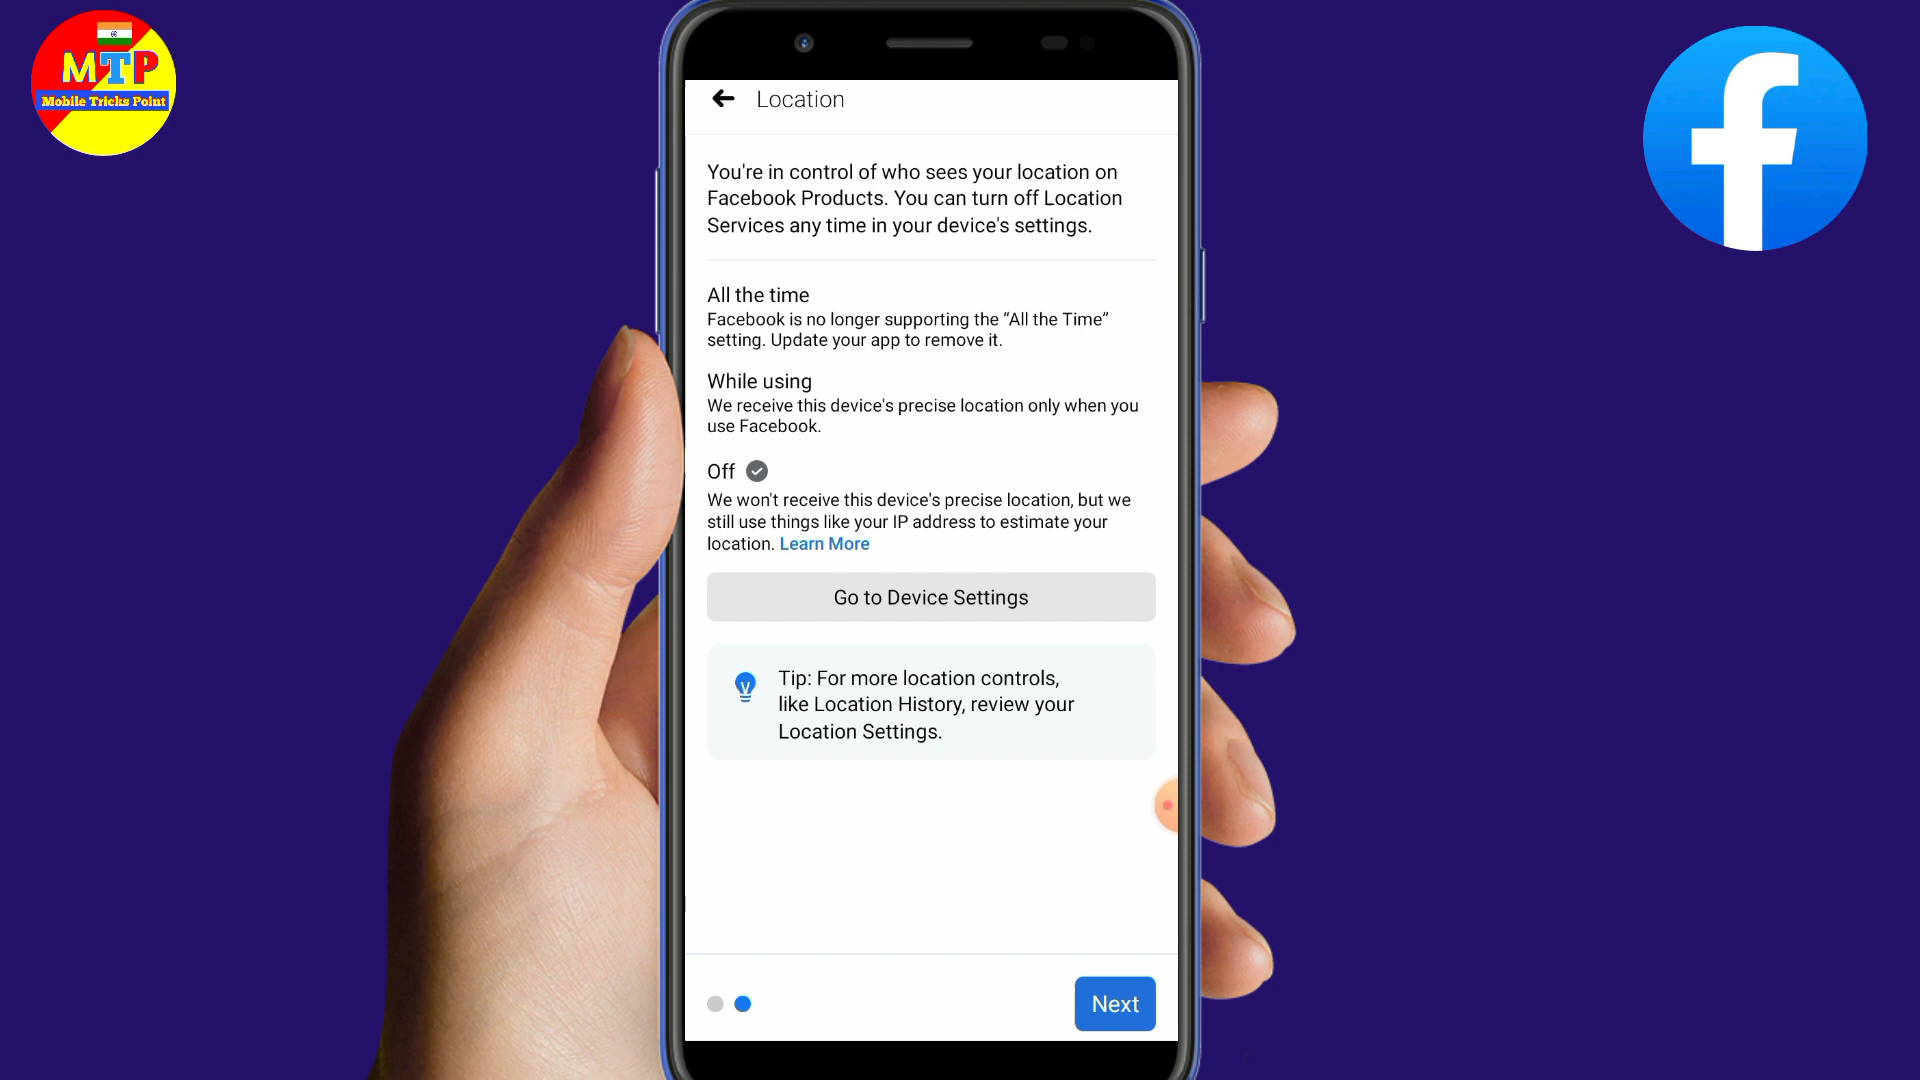 MTP
Mobile Tricks Point
Location
You're in control of who sees your location on
Facebook Products. You can turn off Location
Services any time in your device's settings.
All the time
Facebook is no longer supporting the “All the Time”
setting. Update your app to remove it.
While using
We receive this device's precise location only when you
use Facebook.
Off
We won't receive this device's precise location, but we
still use things like your IP address to estimate your
location. Learn More
Go to Device Settings
Tip: For more location controls,
like Location History, review your
Location Settings.
Next